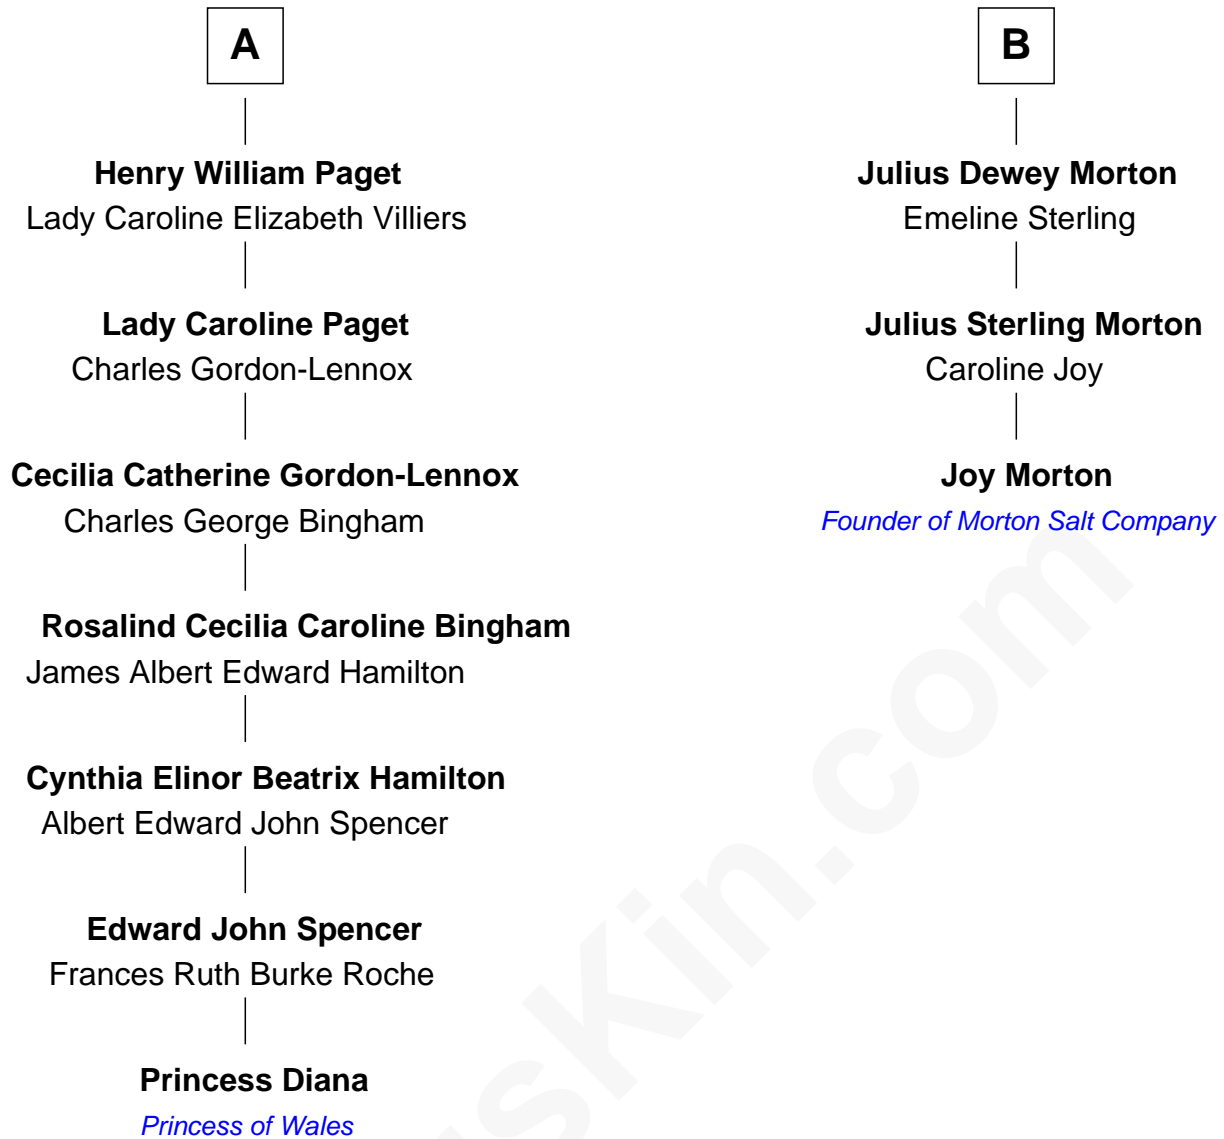 A
Henry William Paget
Lady Caroline Elizabeth Villiers
Lady Caroline Paget
Charles Gordon-Lennox
Cecilia Catherine Gordon-Lennox
Charles George Bingham
Rosalind Cecilia Caroline Bingham
James Albert Edward Hamilton
Cynthia Elinor Beatrix Hamilton
Albert Edward John Spencer
Edward John Spencer
Frances Ruth Burke Roche
Princess Diana
Princess of Wales
B
Julius Dewey Morton
Emeline Sterling
Julius Sterling Morton
Caroline Joy
Joy Morton
Founder of Morton Salt Company